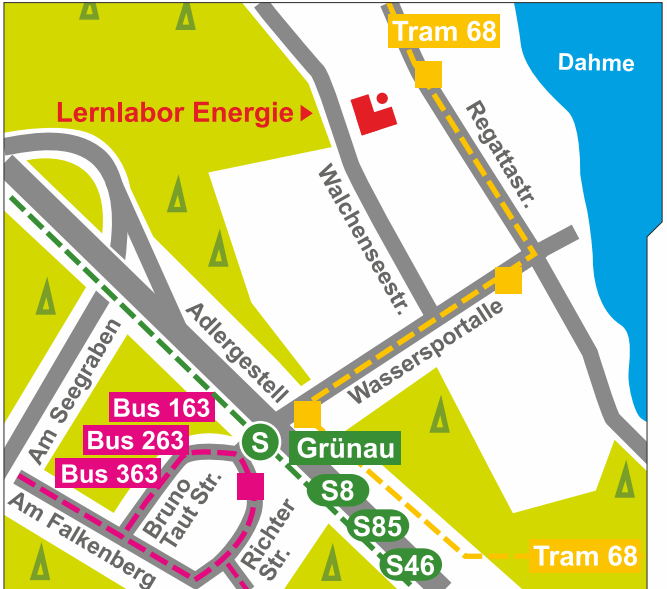 Tram 68
Dahme
Lernlabor Energie
Regattastr.
Walchenseestr.
Adlergestell
Wassersportalle
Am Seegraben
Bus 163
Bus 263
Bus 363
S
Grünau
S8
S85
S46
Bruno
Taut Str.
Richter
Str.
Am Falkenberg
Tram 68